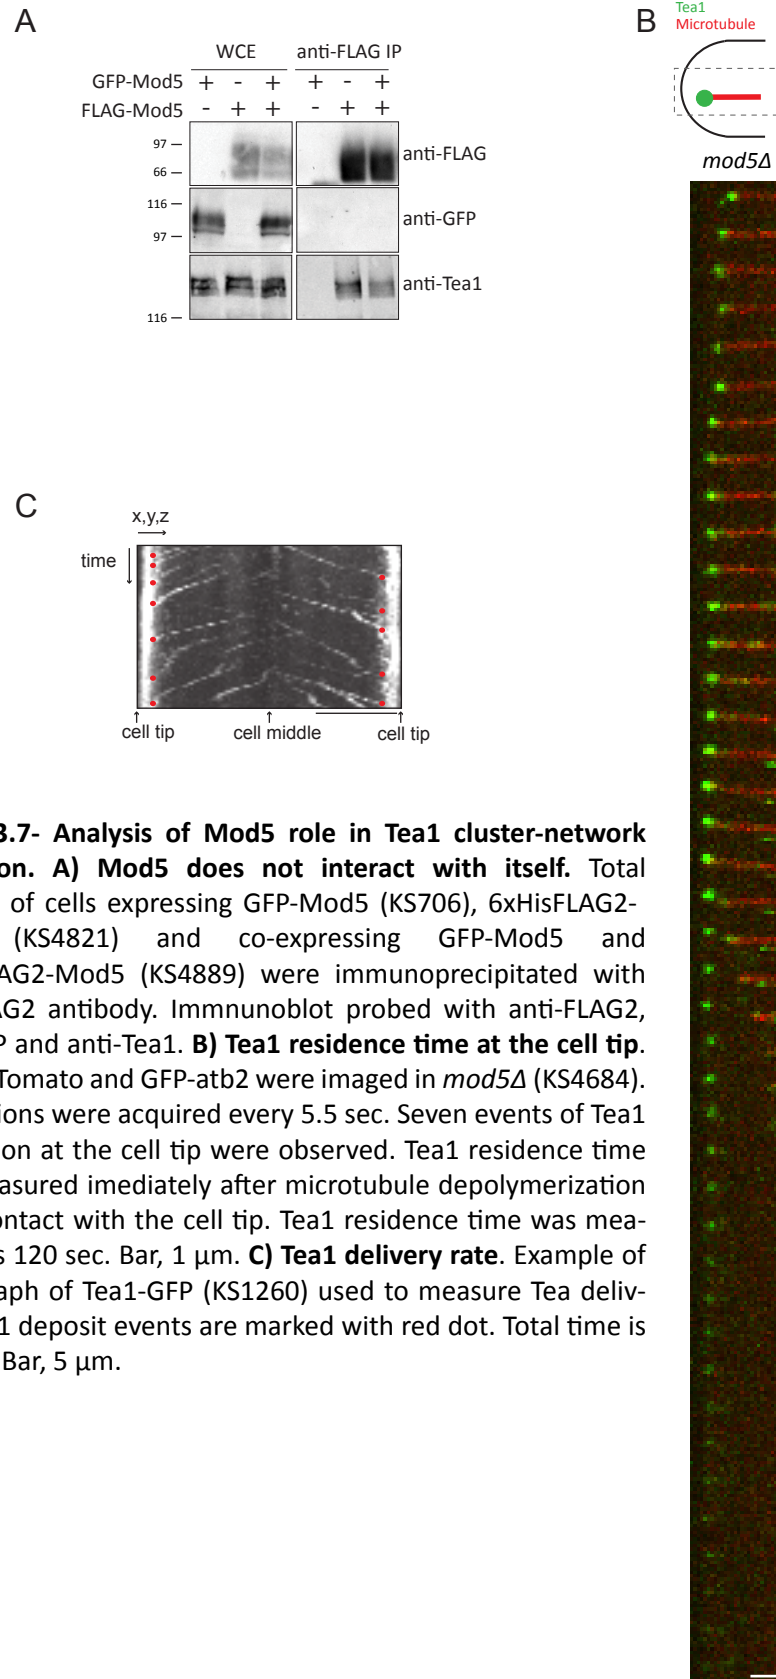 A
WCE anti-FLAG IP
GFP-Mod5 + - + + - +
FLAG-Mod5 - + + - + +
97
66
anti-FLAG
116
97
anti-GFP
anti-Tea1
116
B
Tea1
Microtubule
mod5Δ
C
x,y,z
time
cell tip cell middle cell tip
3.7- Analysis of Mod5 role in Tea1 cluster-network
on. A) Mod5 does not interact with itself. Total
of cells expressing GFP-Mod5 (KS706), 6xHisFLAG2-
(KS4821) and co-expressing GFP-Mod5 and
AG2-Mod5 (KS4889) were immunoprecipitated with
G2 antibody. Immnunoblot probed with anti-FLAG2,
P and anti-Tea1. B) Tea1 residence time at the cell tip.
Tomato and GFP-atb2 were imaged in mod5Δ (KS4684).
ions were acquired every 5.5 sec. Seven events of Tea1
on at the cell tip were observed. Tea1 residence time
asured imediately after microtubule depolymerization
ontact with the cell tip. Tea1 residence time was mea-
s 120 sec. Bar, 1 μm. C) Tea1 delivery rate. Example of
aph of Tea1-GFP (KS1260) used to measure Tea deliv-
1 deposit events are marked with red dot. Total time is
Bar, 5 μm.